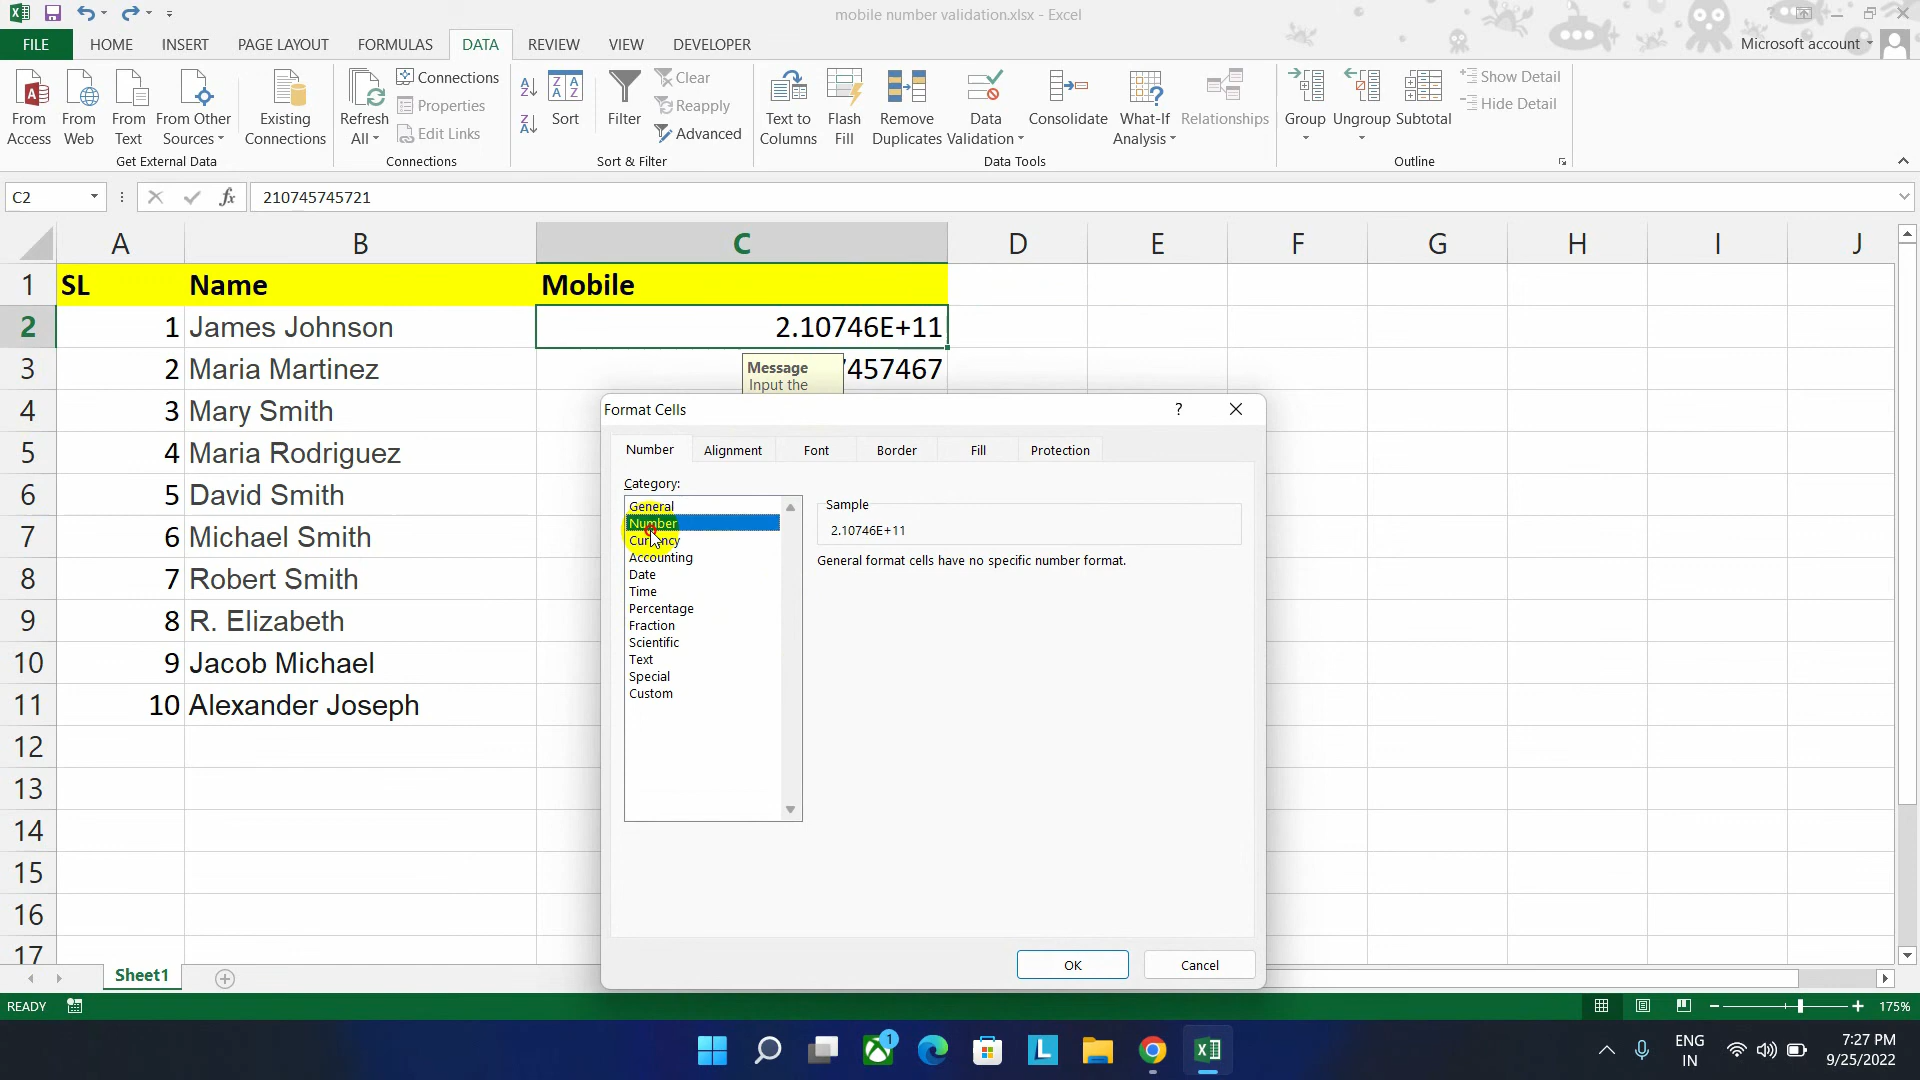 mobile number validation.xlsx - Excel
FILE HOME INSERT PAGE LAYOUT FORMULAS DATA REVIEW VIEW DEVELOPER Microsoft account
From Access
From Web
From Text
From Other Sources
Existing Connections
Get External Data
Refresh All
Connections
Properties
Edit Links
Connections
Sort
Filter
Clear
Reapply
Advanced
Sort & Filter
Text to Columns
Flash Fill
Remove Duplicates
Data Validation
Consolidate
What-If Analysis
Relationships
Data Tools
Group
Ungroup
Subtotal
Show Detail
Hide Detail
Outline
C2 fx 210745745721
A B C D E F G H I J
1 SL Name Mobile
2 1 James Johnson 2.10746E+11
3 2 Maria Martinez 7457467
Message
Input the
4 3 Mary Smith
5 4 Maria Rodriguez
6 5 David Smith
7 6 Michael Smith
8 7 Robert Smith
9 8 R. Elizabeth
10 9 Jacob Michael
11 10 Alexander Joseph
12
13
14
15
16
17
Format Cells ?
Number Alignment Font Border Fill Protection
Category:
General
Number
Currency
Accounting
Date
Time
Percentage
Fraction
Scientific
Text
Special
Custom
Sample
2.10746E+11
General format cells have no specific number format.
OK Cancel
Sheet1
READY 175%
1
L
ENG
IN
7:27 PM
9/25/2022